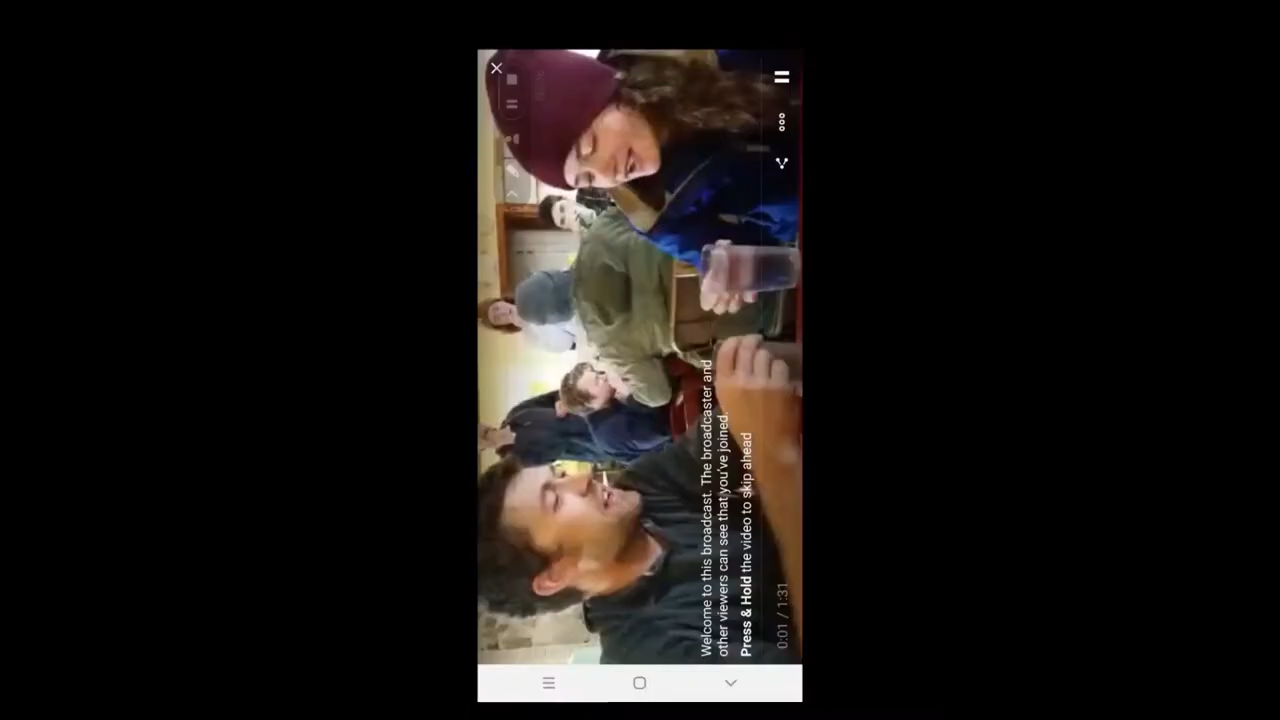 Welcome to this broadcast. The broadcaster and
other viewers can see that you've joined.
Press & Hold the video to skip ahead
0:01 / 1:31